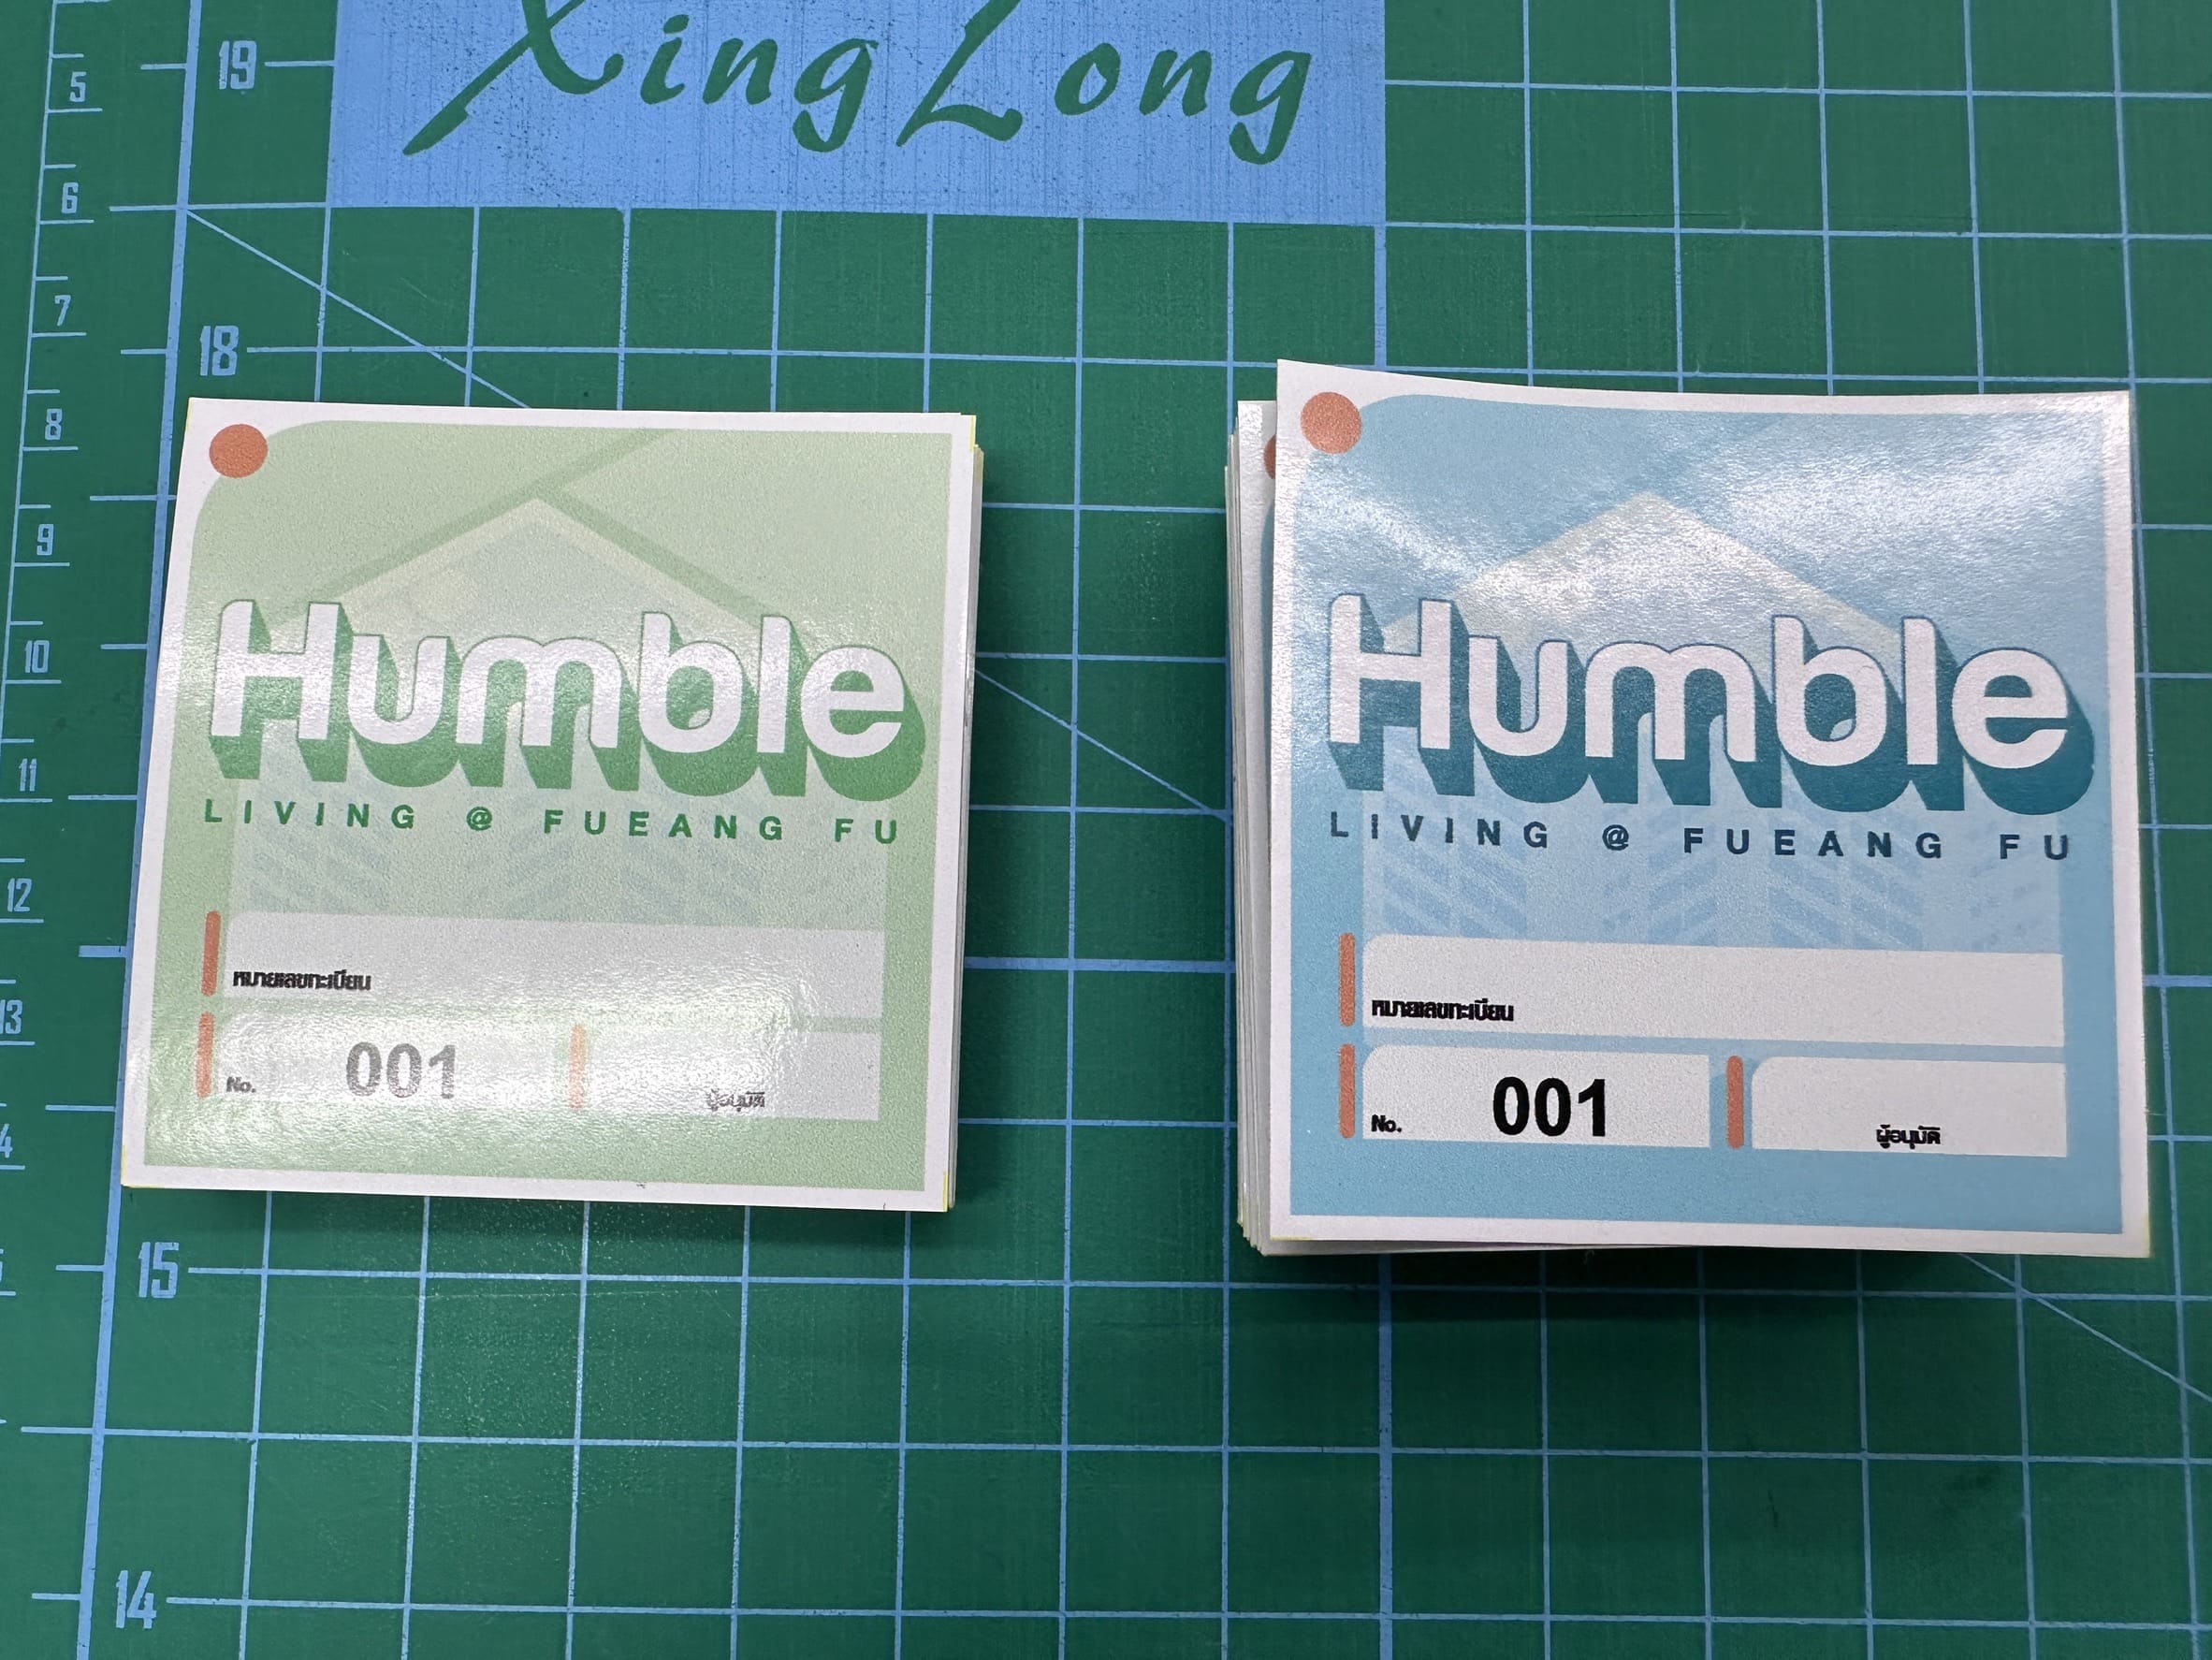 Xing Long
19
18
15
14
5
6
7
8
9
10
11
12
13
Humble
LIVING @ FUEANG FU
หมายเลขทะเบียน
No. 001
ผู้อนุมัติ
Humble
LIVING @ FUEANG FU
หมายเลขทะเบียน
No. 001
ผู้อนุมัติ